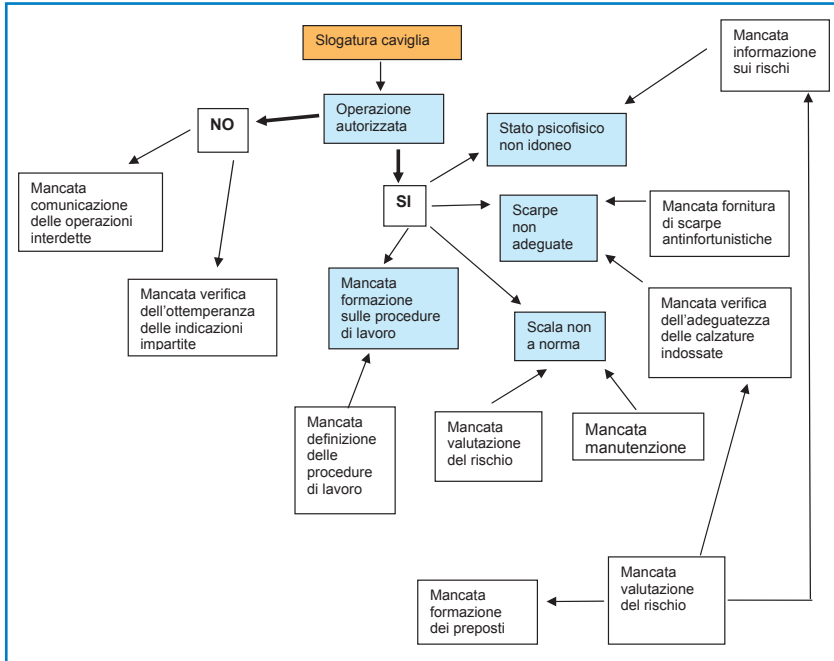 Slogatura caviglia
Mancata
informazione
sui rischi
Operazione
autorizzata
NO
Stato psicofisico
non idoneo
Mancata
comunicazione
delle operazioni
interdette
SI
Scarpe
non
adeguate
Mancata fornitura
di scarpe
antinfortunistiche
Mancata verifica
dell'ottemperanza
delle indicazioni
impartite
Mancata
formazione
sulle procedure
di lavoro
Scala non
a norma
Mancata verifica
dell'adeguatezza
delle calzature
indossate
Mancata
definizione
delle
procedure
di lavoro
Mancata
valutazione
del rischio
Mancata
manutenzione
Mancata
formazione
dei preposti
Mancata
valutazione
del rischio